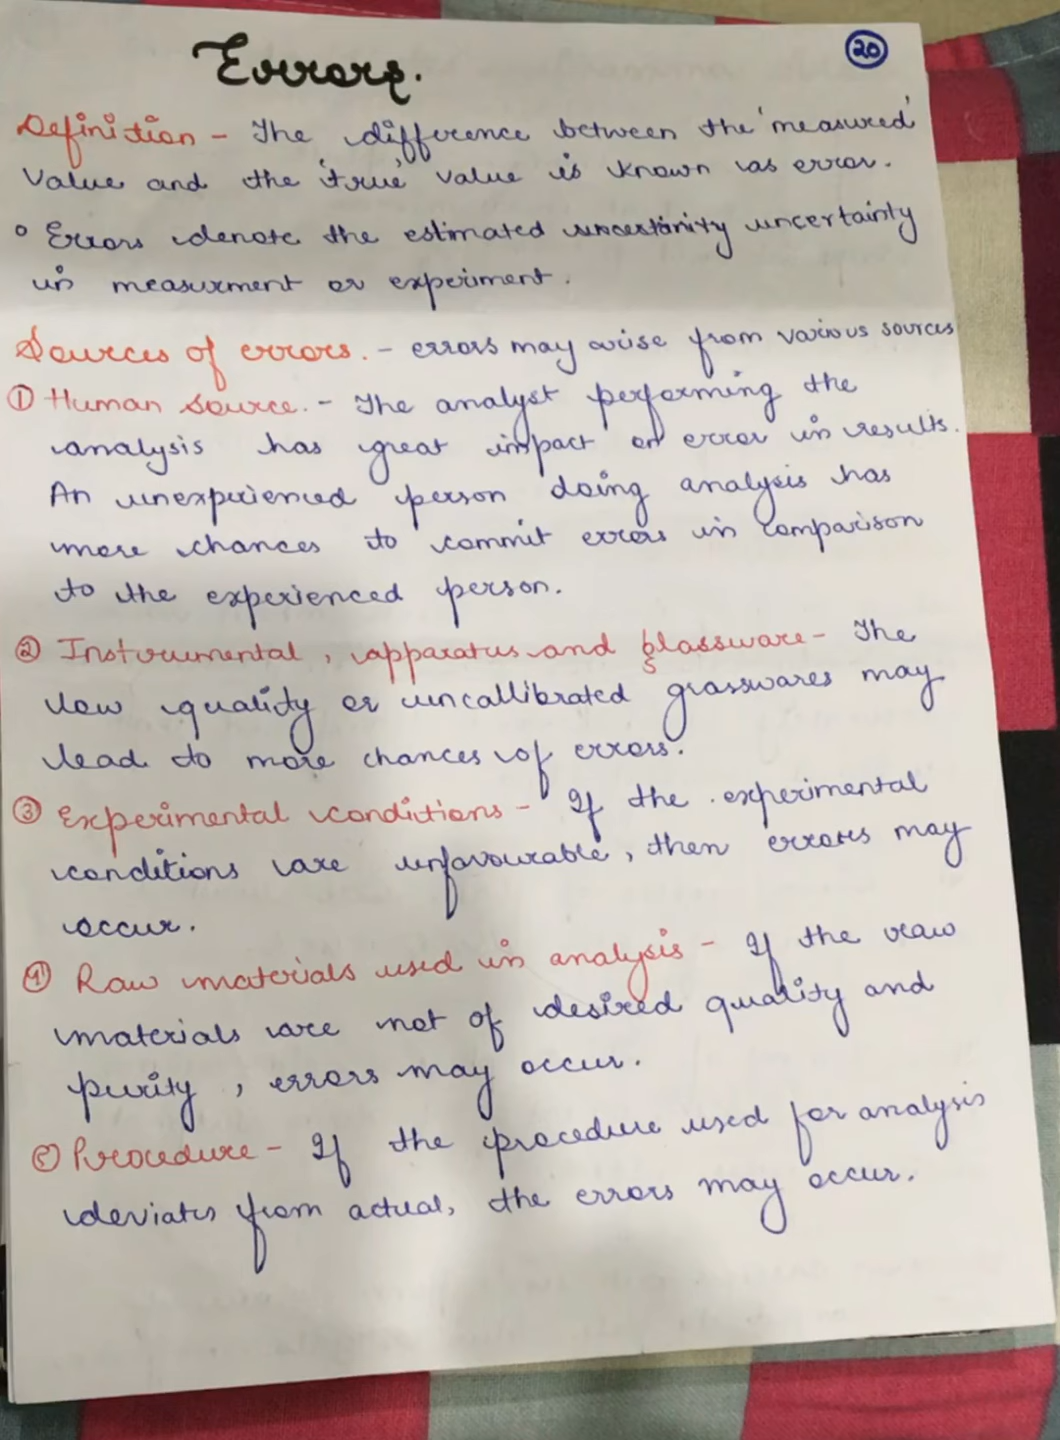 Errors.
20
Definition - The difference between the 'measured'
value and the 'true' value is known as error.
° Errors denote the estimated uncertainity uncertainty
in measurment or experiment.
Sources of errors. - errors may arise from various sources
① Human source. - The analyst performing the
analysis has great impact on error in results.
An unexperienced person doing analysis has
more chances to commit errors in comparison
to the experienced person.
② Instrumental, apparatus and glassware - The
low quality or uncallibrated grasswares may
lead to more chances of errors.
③ Experimental conditions - If the experimental
conditions are unfavourable, then errors may
occur.
④ Raw materials used in analysis - If the raw
materials are not of desired quality and
purity, errors may occur.
⑤ Procedure - If the procedure used for analysis
deviates from actual, the errors may occur.